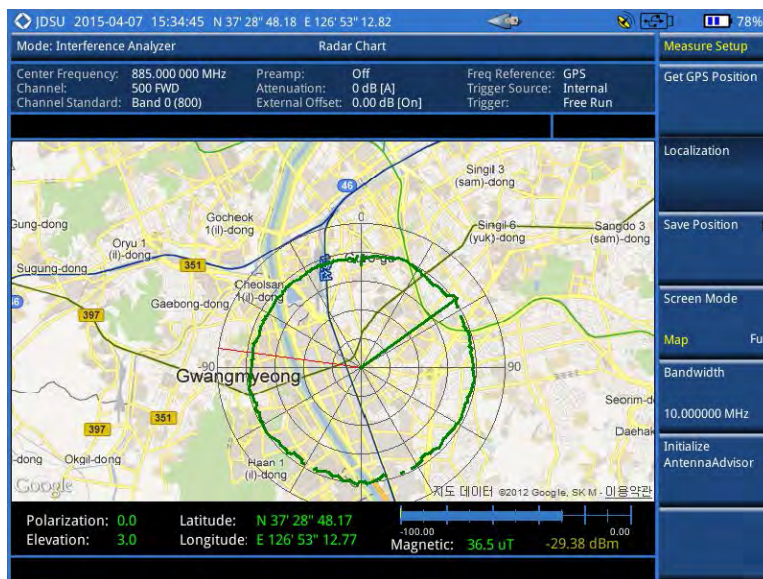 JDSU 2015-04-07 15:34:45 N 37' 28" 48.18 E 126' 53" 12.82 78%
Mode: Interference Analyzer Radar Chart
Measure Setup
Center Frequency: 885.000 000 MHz Preamp: Off Freq Reference: GPS
Channel: 500 FWD Attenuation: 0 dB [A] Trigger Source: Internal
Channel Standard: Band 0 (800) External Offset: 0.00 dB [On] Trigger: Free Run
Get GPS Position
Localization
Save Position
Screen Mode
Map Fu
Bandwidth
10.000000 MHz
Initialize
AntennaAdvisor
Singil 3
(sam)-dong
46
Gung-dong
Gocheok
1(il)-dong
0
Singil 6
(yuk)-dong
Sangdo 3
(sam)-dong
Oryu 1
(il)-dong
Sugung-dong
351
Cheolsan
1(il)-dong
Gaebong-dong
397
-90
90
Gwangmyeong
Seorim-d
351
397
Daehak
-dong
Okgil-dong
Haan 1
(il)-dong
Google
지도 데이터 ©2012 Google, SK M - 이용약관
Polarization: 0.0 Latitude: N 37' 28" 48.17
Elevation: 3.0 Longitude: E 126' 53" 12.77
-100.00 0.00
Magnetic: 36.5 uT -29.38 dBm